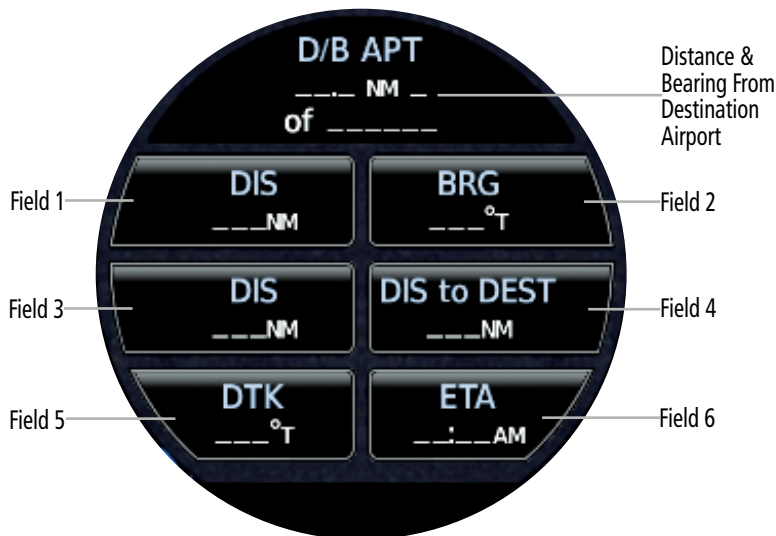 D/B APT
__._ NM _
of ______
Distance &
Bearing From
Destination
Airport
DIS
___NM
BRG
___°T
Field 1
Field 2
DIS
___NM
DIS to DEST
___NM
Field 3
Field 4
DTK
___°T
ETA
__:__AM
Field 5
Field 6